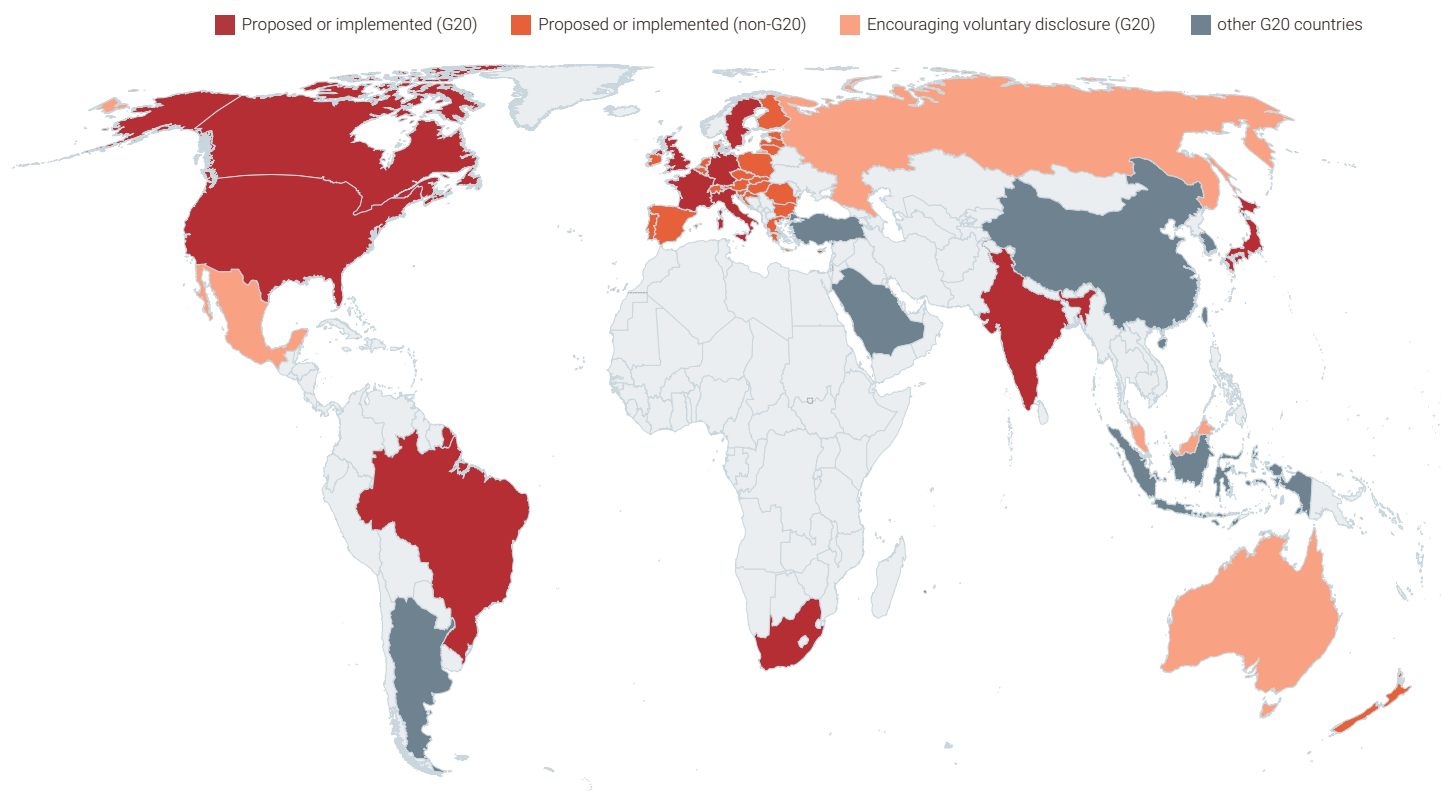 Proposed or implemented (G20) Proposed or implemented (non-G20) Encouraging voluntary disclosure (G20) other G20 countries